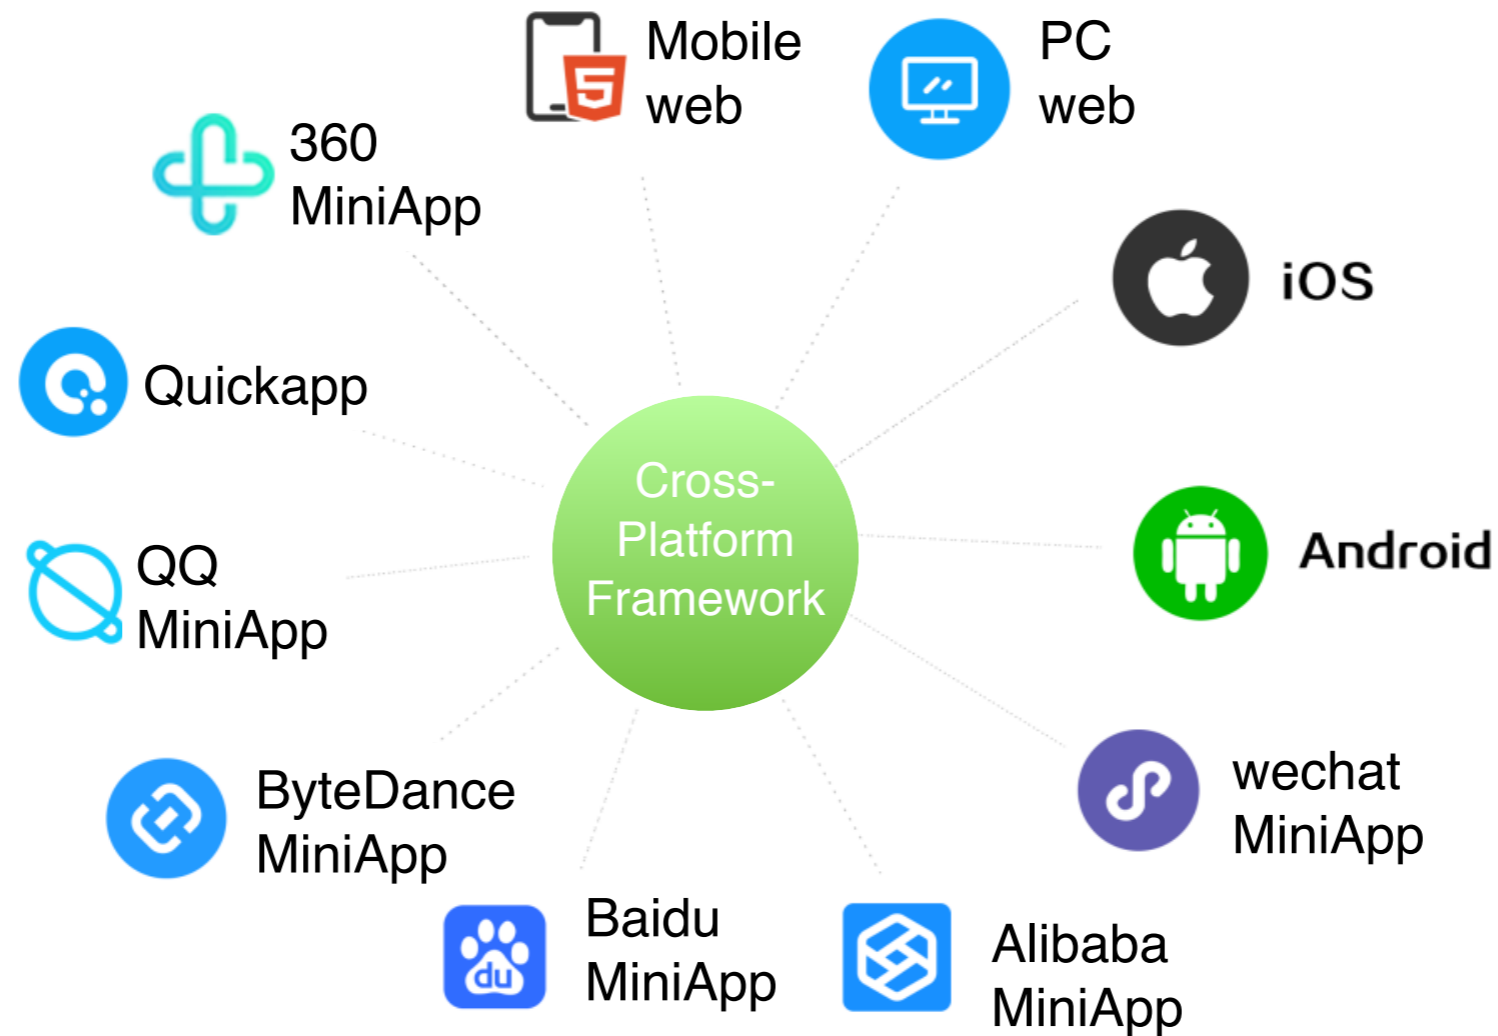 Mobile
web
PC
web
360
MiniApp
iOS
Quickapp
Cross-
Platform
Framework
Android
QQ
MiniApp
wechat
MiniApp
ByteDance
MiniApp
Baidu
MiniApp
du
Alibaba
MiniApp